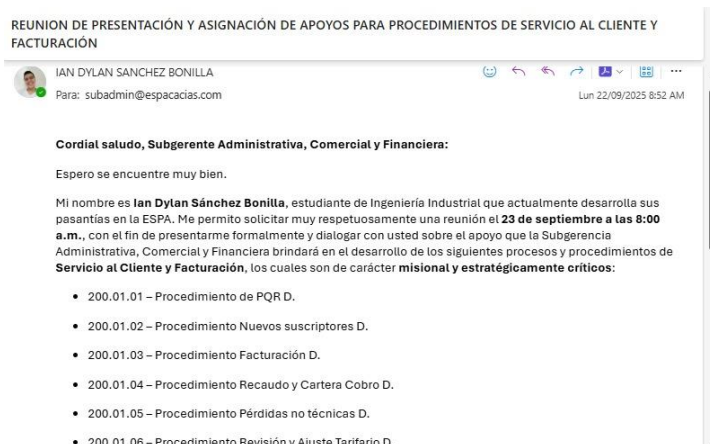 REUNION DE PRESENTACIÓN Y ASIGNACIÓN DE APOYOS PARA PROCEDIMIENTOS DE SERVICIO AL CLIENTE Y
FACTURACIÓN
IAN DYLAN SANCHEZ BONILLA
Para: subadmin@espacacias.com
Lun 22/09/2025 8:52 AM
Cordial saludo, Subgerente Administrativa, Comercial y Financiera:
Espero se encuentre muy bien.
Mi nombre es Ian Dylan Sánchez Bonilla, estudiante de Ingeniería Industrial que actualmente desarrolla sus
pasantías en la ESPA. Me permito solicitar muy respetuosamente una reunión el 23 de septiembre a las 8:00
a.m., con el fin de presentarme formalmente y dialogar con usted sobre el apoyo que la Subgerencia
Administrativa, Comercial y Financiera brindará en el desarrollo de los siguientes procesos y procedimientos de
Servicio al Cliente y Facturación, los cuales son de carácter misional y estratégicamente críticos:
• 200.01.01 – Procedimiento de PQR D.
• 200.01.02 – Procedimiento Nuevos suscriptores D.
• 200.01.03 – Procedimiento Facturación D.
• 200.01.04 – Procedimiento Recaudo y Cartera Cobro D.
• 200.01.05 – Procedimiento Pérdidas no técnicas D.
• 200.01.06 – Procedimiento Revisión y Ajuste Tarifario D.